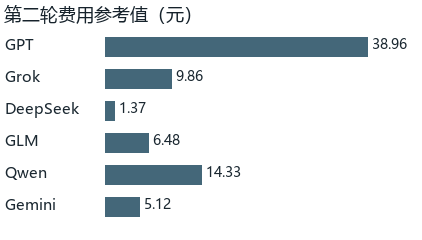 第二轮费用参考值（元）
GPT 38.96
Grok 9.86
DeepSeek 1.37
GLM 6.48
Qwen 14.33
Gemini 5.12